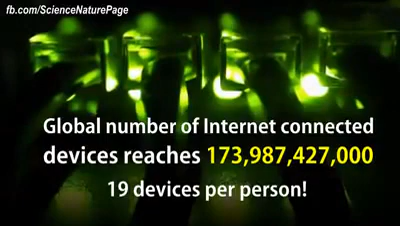 fb.com/ScienceNaturePage
Global number of Internet connected
devices reaches 173,987,427,000
19 devices per person!